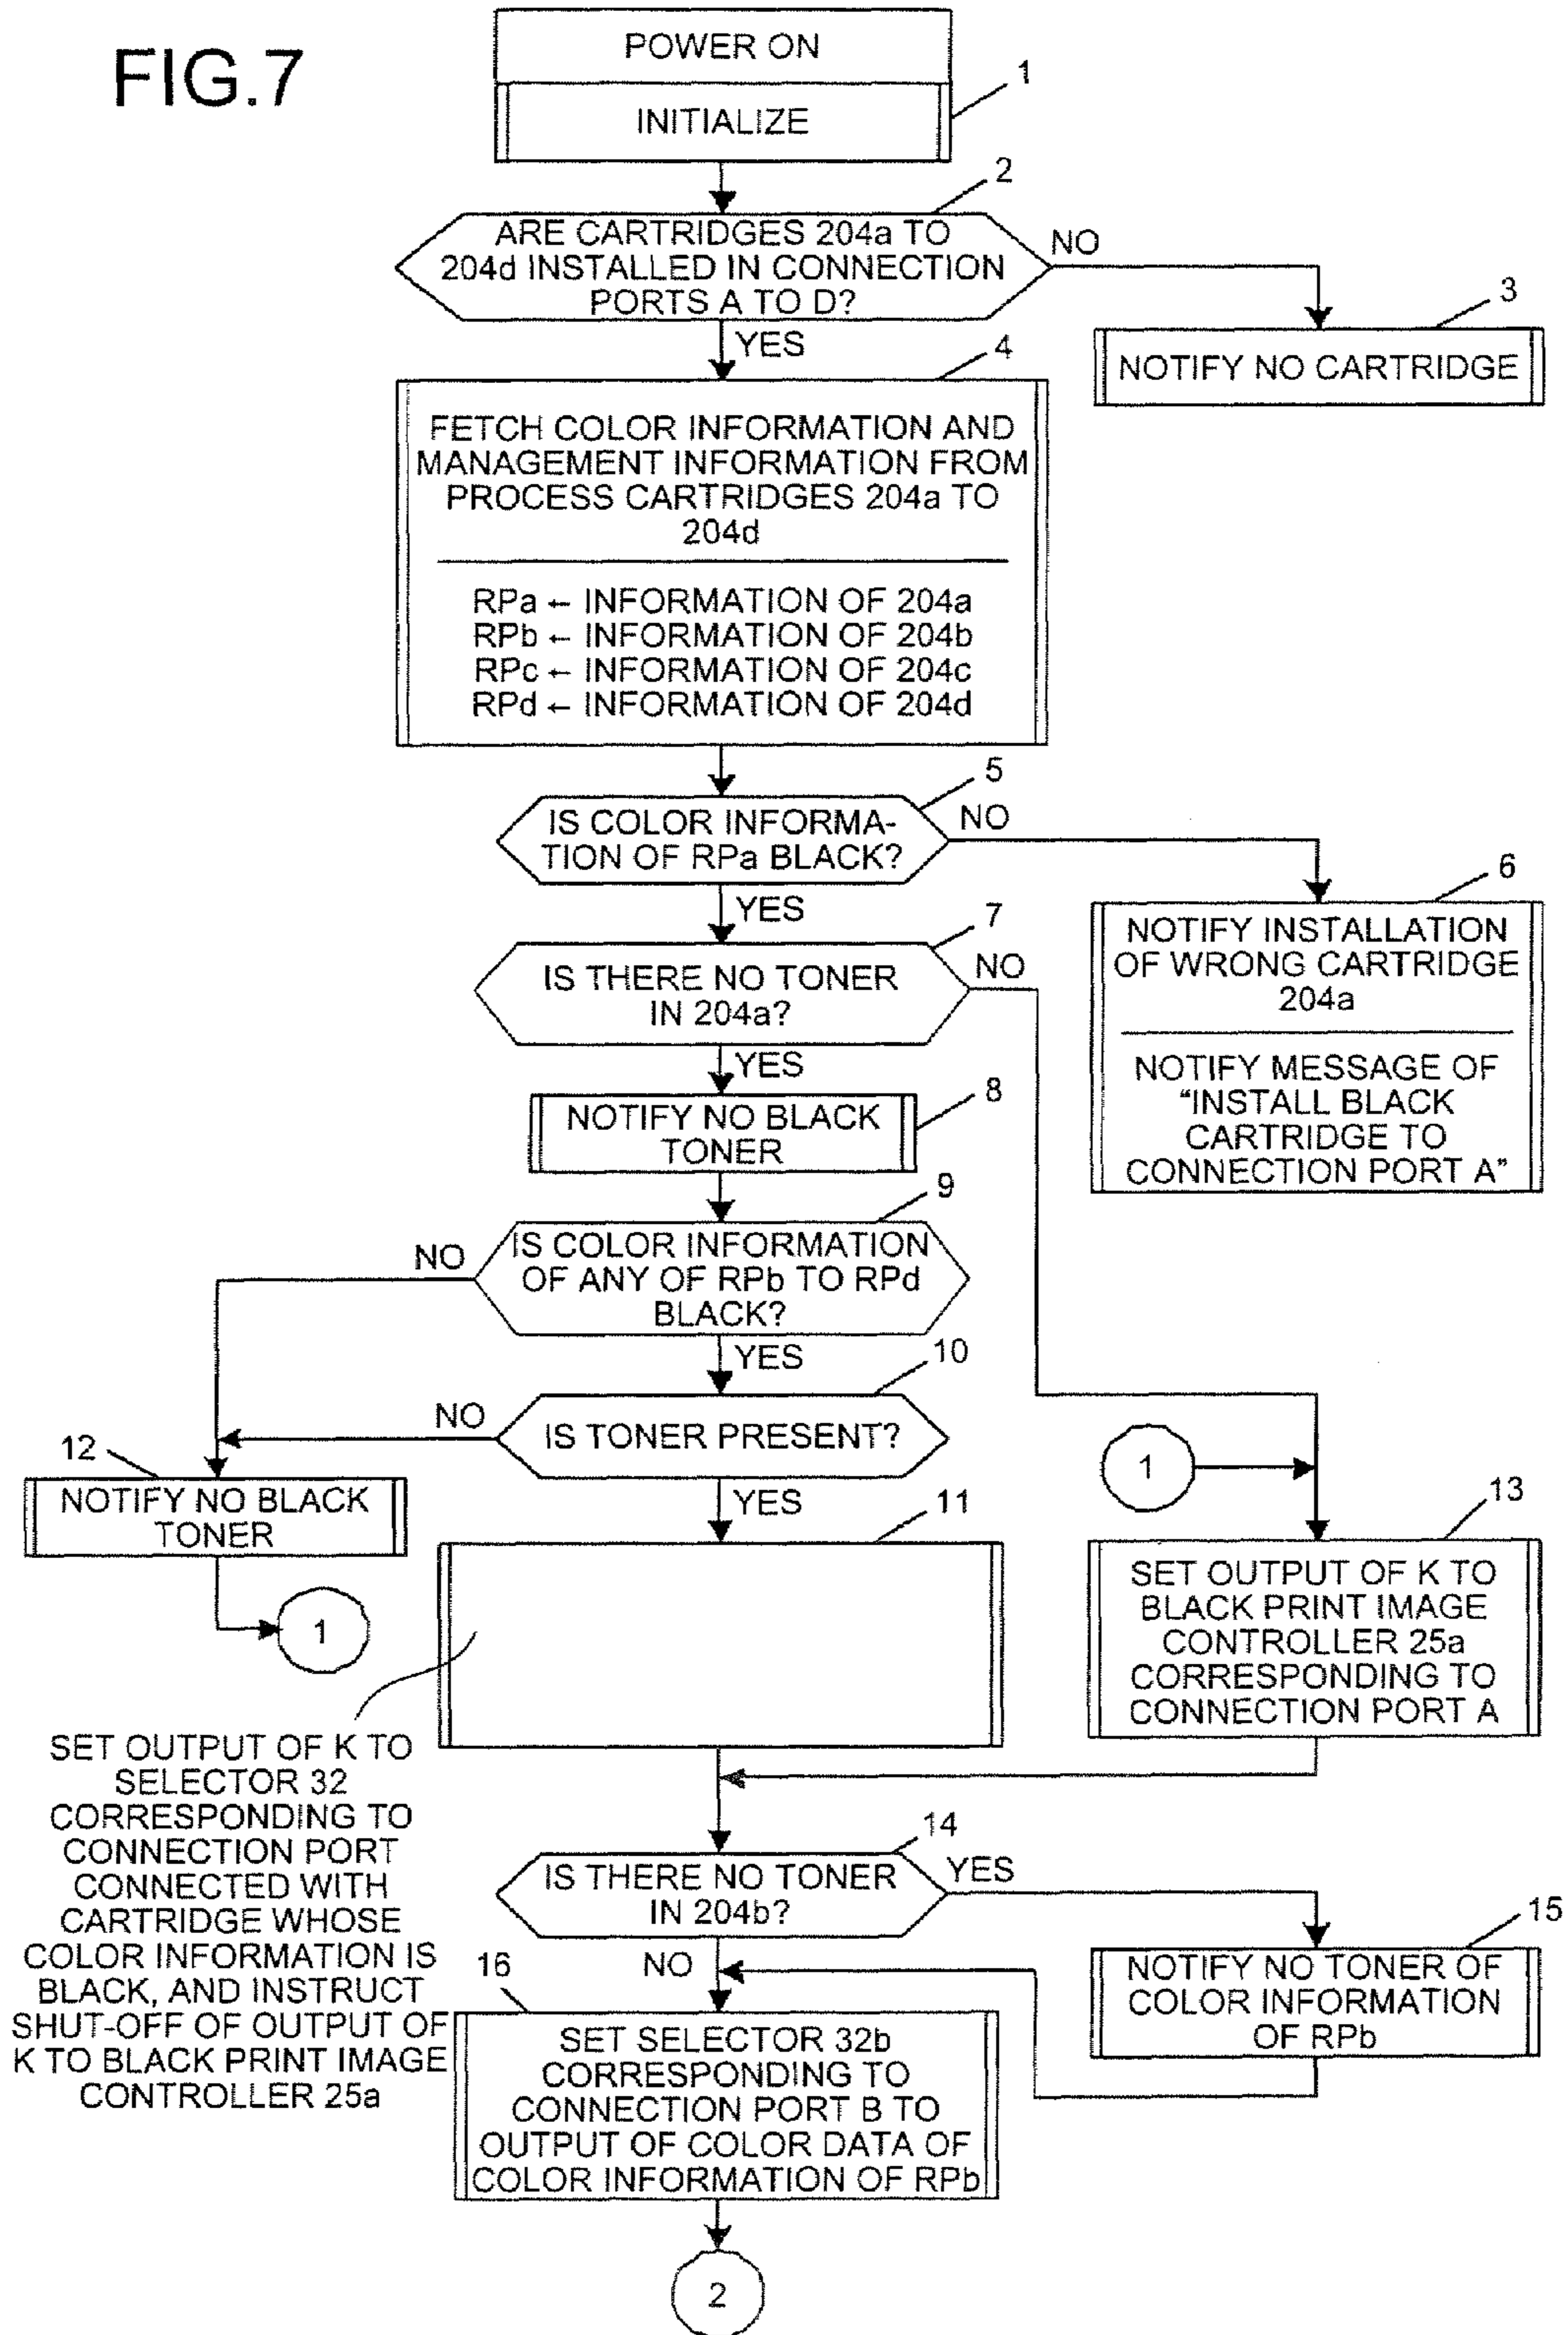 FIG.7
POWER ON
INITIALIZE
1
2
ARE CARTRIDGES 204a TO
204d INSTALLED IN CONNECTION
PORTS A TO D?
NO
YES
3
NOTIFY NO CARTRIDGE
4
FETCH COLOR INFORMATION AND
MANAGEMENT INFORMATION FROM
PROCESS CARTRIDGES 204a TO
204d
RPa ← INFORMATION OF 204a
RPb ← INFORMATION OF 204b
RPc ← INFORMATION OF 204c
RPd ← INFORMATION OF 204d
5
IS COLOR INFORMA-
TION OF RPa BLACK?
NO
YES
6
NOTIFY INSTALLATION
OF WRONG CARTRIDGE
204a
NOTIFY MESSAGE OF
“INSTALL BLACK
CARTRIDGE TO
CONNECTION PORT A”
7
IS THERE NO TONER
IN 204a?
NO
YES
8
NOTIFY NO BLACK
TONER
9
IS COLOR INFORMATION
OF ANY OF RPb TO RPd
BLACK?
NO
YES
10
IS TONER PRESENT?
NO
YES
12
NOTIFY NO BLACK
TONER
1
11
SET OUTPUT OF K TO
SELECTOR 32
CORRESPONDING TO
CONNECTION PORT
CONNECTED WITH
CARTRIDGE WHOSE
COLOR INFORMATION IS
BLACK, AND INSTRUCT
SHUT-OFF OF OUTPUT OF
K TO BLACK PRINT IMAGE
CONTROLLER 25a
1
13
SET OUTPUT OF K TO
BLACK PRINT IMAGE
CONTROLLER 25a
CORRESPONDING TO
CONNECTION PORT A
14
IS THERE NO TONER
IN 204b?
YES
NO
15
NOTIFY NO TONER OF
COLOR INFORMATION
OF RPb
16
SET SELECTOR 32b
CORRESPONDING TO
CONNECTION PORT B TO
OUTPUT OF COLOR DATA OF
COLOR INFORMATION OF RPb
2